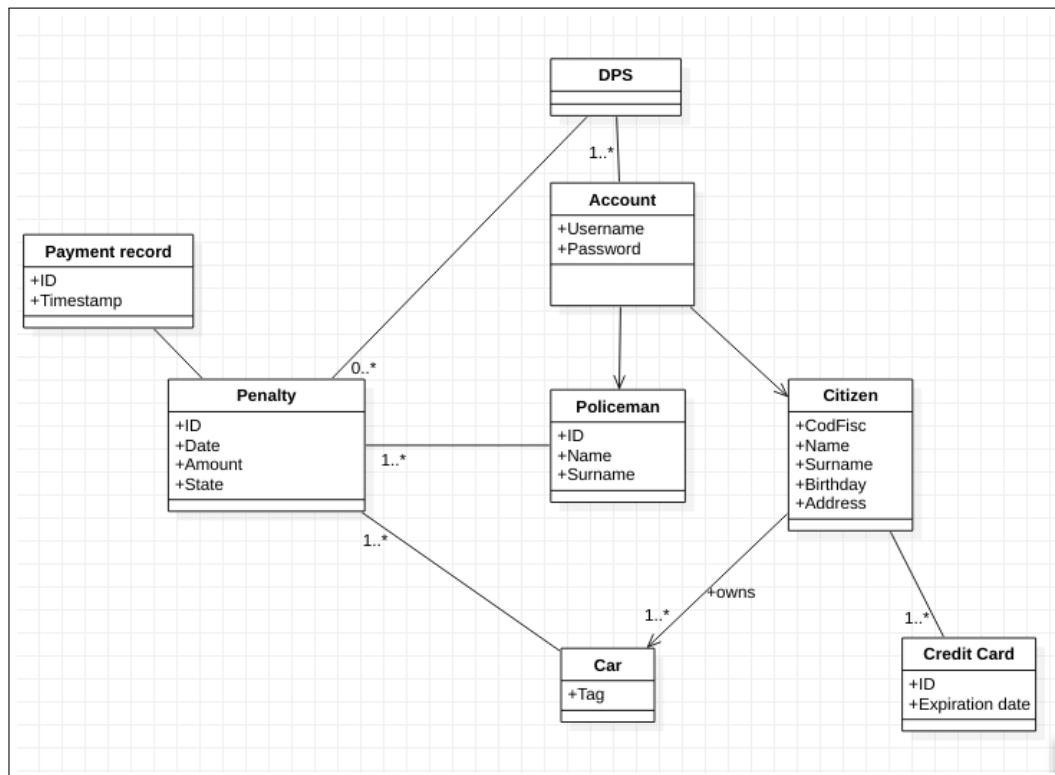 DPS
1..*
Account
+Username
+Password
Payment record
+ID
+Timestamp
0..*
Penalty
+ID
+Date
+Amount
+State
1..*
Policeman
+ID
+Name
+Surname
Citizen
+CodFisc
+Name
+Surname
+Birthday
+Address
1..*
+owns
1..*
1..*
Car
+Tag
Credit Card
+ID
+Expiration date